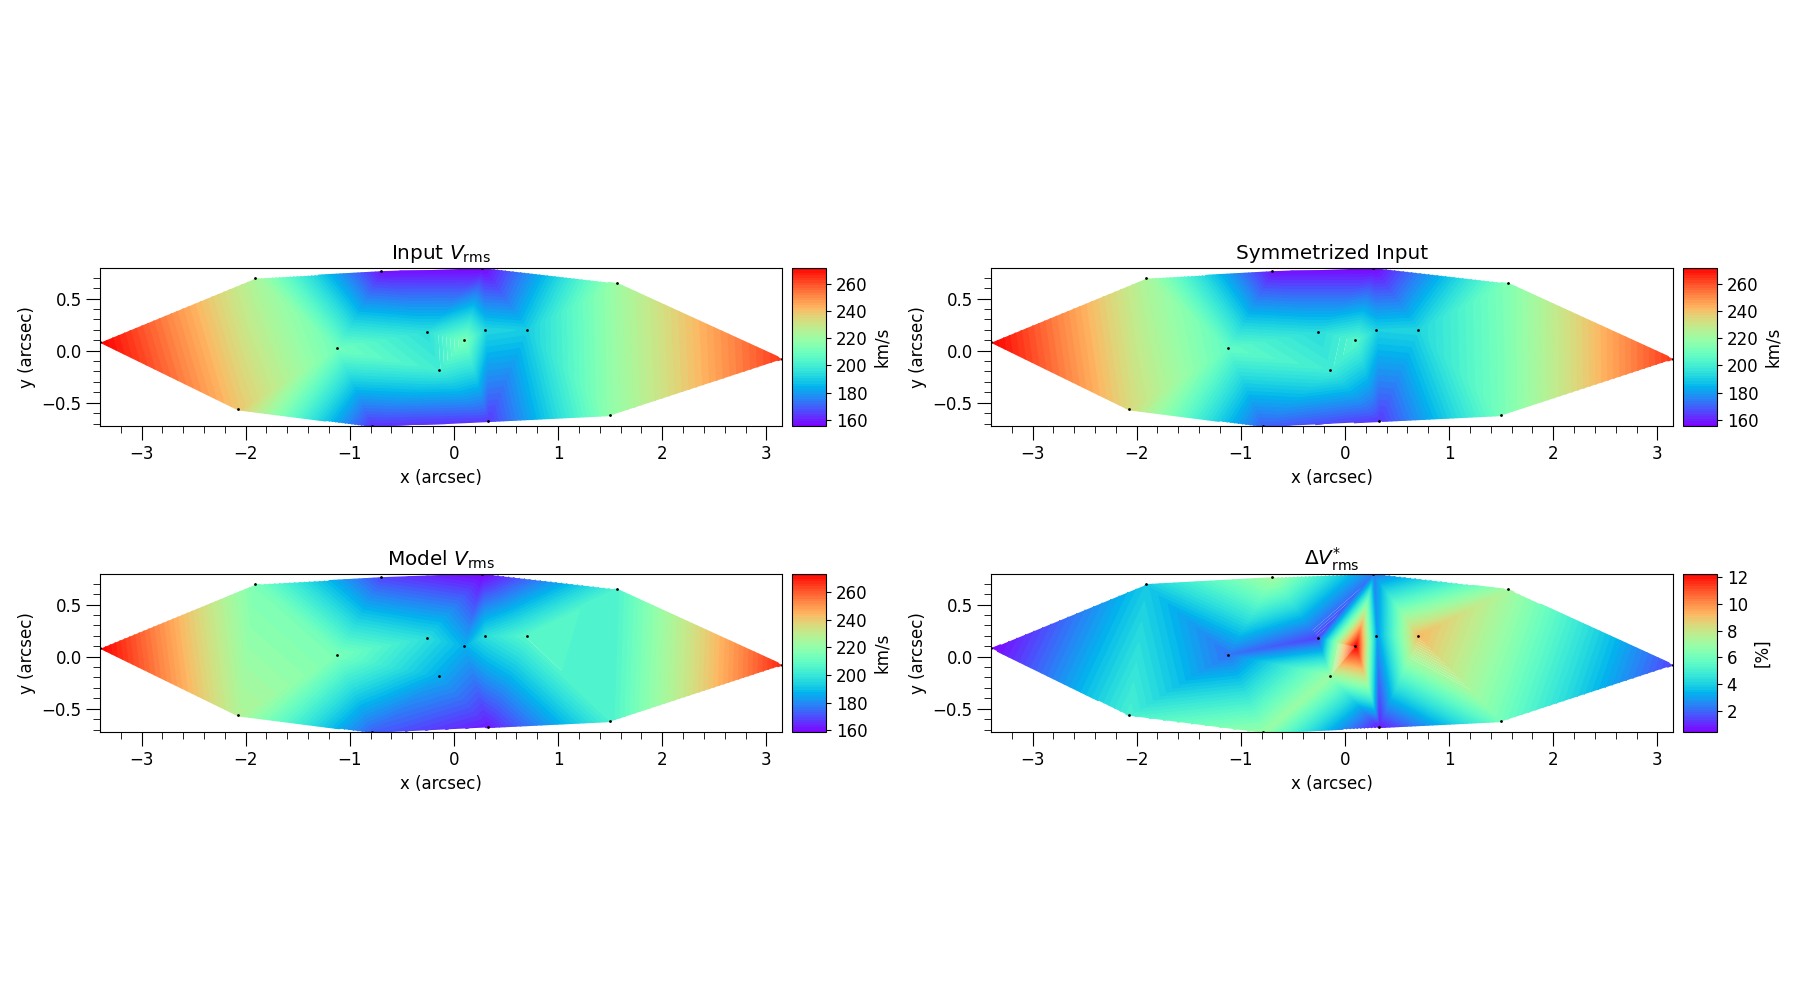 Input V_rms
Symmetrized Input
0.5
0.0
−0.5
y (arcsec)
−3 −2 −1 0 1 2 3
x (arcsec)
260
240
220
200
180
160
km/s
0.5
0.0
−0.5
y (arcsec)
−3 −2 −1 0 1 2 3
x (arcsec)
260
240
220
200
180
160
km/s
Model V_rms
ΔV*_rms
0.5
0.0
−0.5
y (arcsec)
−3 −2 −1 0 1 2 3
x (arcsec)
260
240
220
200
180
160
km/s
0.5
0.0
−0.5
y (arcsec)
−3 −2 −1 0 1 2 3
x (arcsec)
12
10
8
6
4
2
[%]